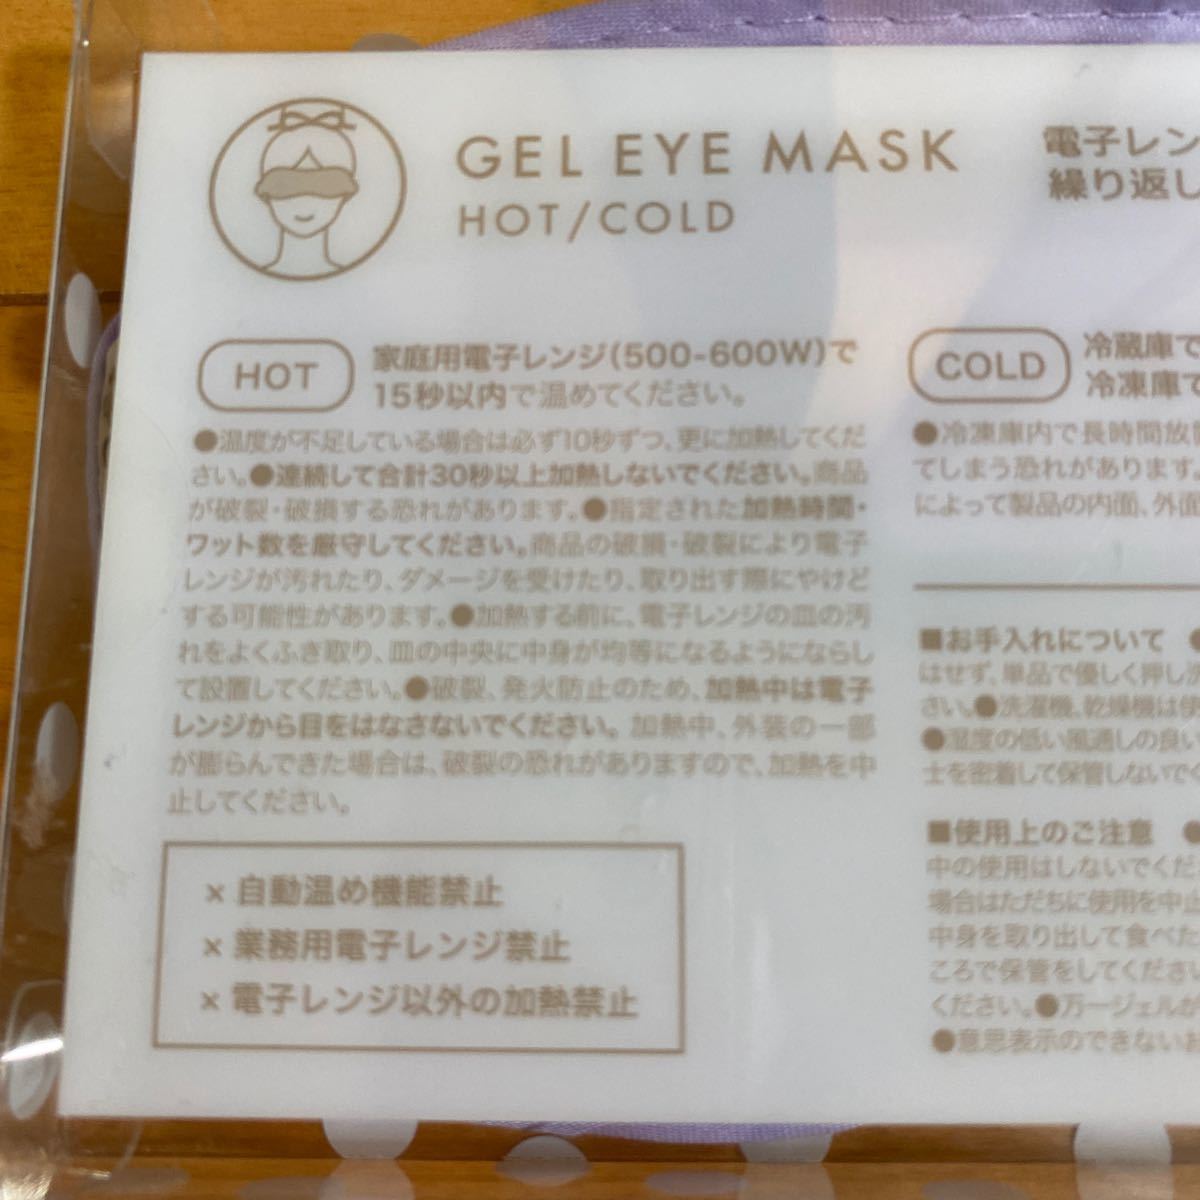 GEL EYE MASK
HOT/COLD
電子レン
繰り返し
HOT
家庭用電子レンジ(500-600W)で
15秒以内で温めてください。
●温度が不足している場合は必ず10秒ずつ、更に加熱してくだ
さい。●連続して合計30秒以上加熱しないでください。商品
が破裂・破損する恐れがあります。●指定された加熱時間・
ワット数を厳守してください。商品の破損・破裂により電子
レンジが汚れたり、ダメージを受けたり、取り出す際にやけど
する可能性があります。●加熱する前に、電子レンジの皿の汚
れをよくふき取り、皿の中央に中身が均等になるようにならし
て設置してください。●破裂、発火防止のため、加熱中は電子
レンジから目をはなさないでください。加熱中、外装の一部
が膨らんできた場合は、破裂の恐れがありますので、加熱を中
止してください。
× 自動温め機能禁止
× 業務用電子レンジ禁止
× 電子レンジ以外の加熱禁止
COLD
冷蔵庫で
冷凍庫で
●冷凍庫内で長時間放置
てしまう恐れがあります。
によって製品の内面、外面
■お手入れについて
はせず、単品で優しく押し洗
さい。●洗濯機、乾燥機は使
●湿度の低い風通しの良い
士を密着して保管しないでく
■使用上のご注意
中の使用はしないでくだ
場合はただちに使用を中止
中身を取り出して食べた
ころで保管をしてください
ください。●万一ジェルが
●意思表示のできないお